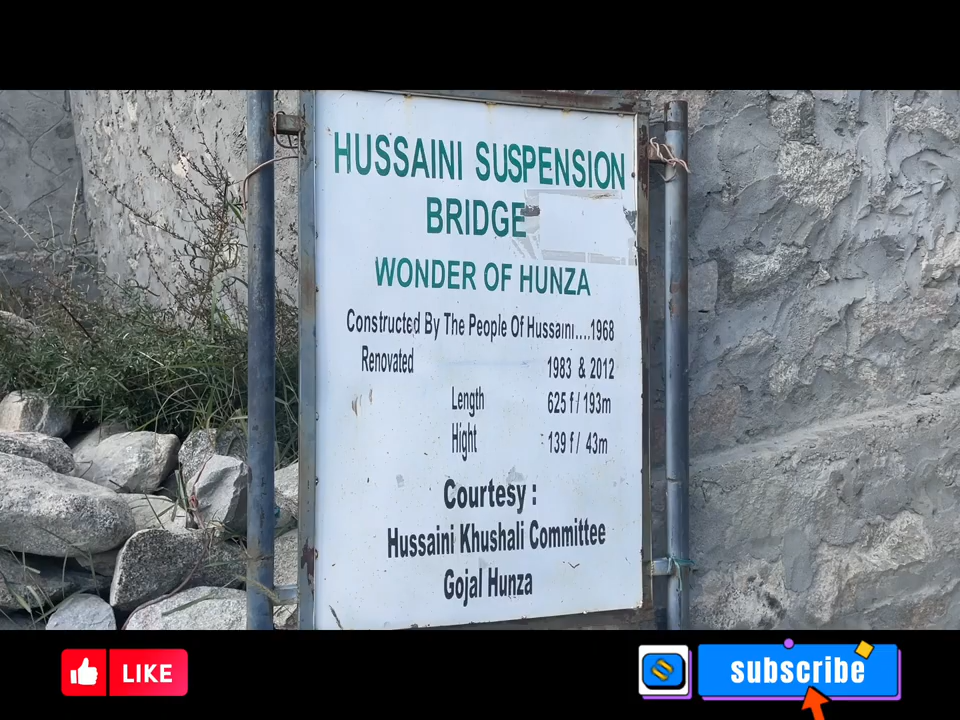 HUSSAINI SUSPENSION
BRIDGE
WONDER OF HUNZA
Constructed By The People Of Hussaini....1968
Renovated 1983 & 2012
Length 625 f / 193m
Hight : 139 f / 43m
Courtesy :
Hussaini Khushali Committee
Gojal Hunza
LIKE
subscribe